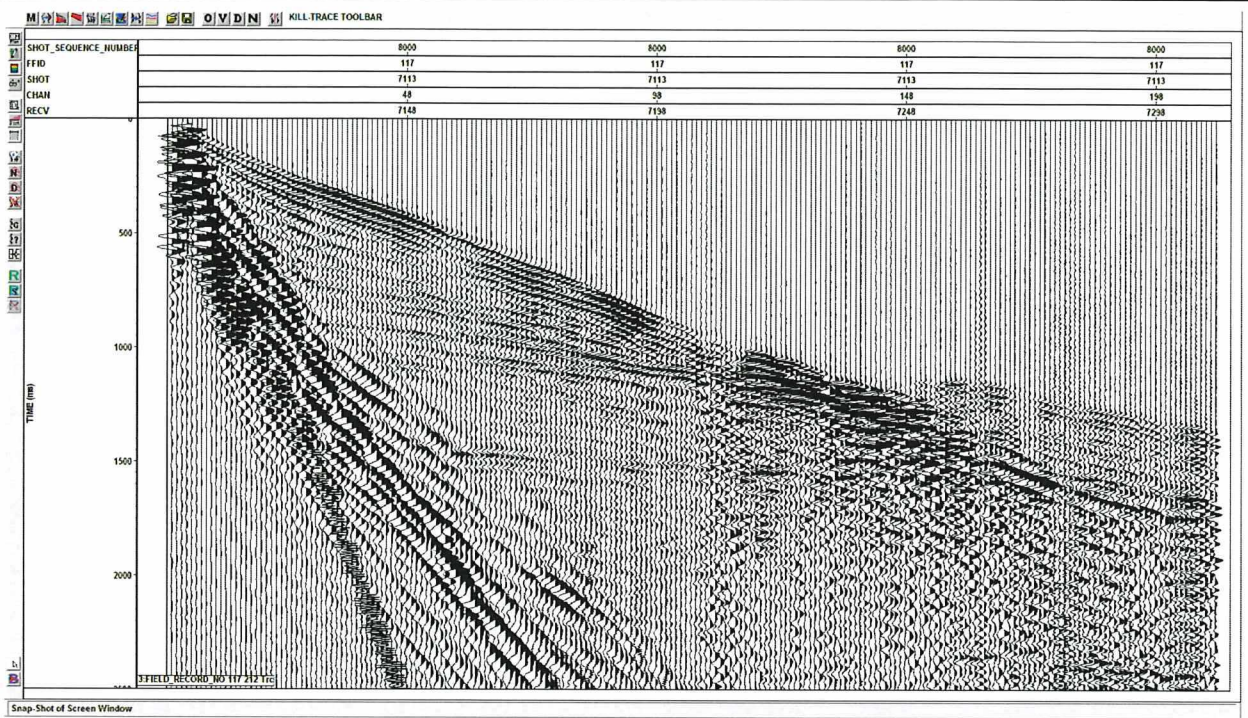 M O V D N KILL-TRACE TOOLBAR
SHOT_SEQUENCE_NUMBER 8000 8000 8000 8000
FFID 117 117 117 117
SHOT 7113 7113 7113 7113
CHAN 48 98 148 198
RECV 7148 7198 7248 7298
0
N
D
500
R
1000
TIME (ms)
1500
2000
B
3:FIELD_RECORD_NO 117 212 Trc
Snap-Shot of Screen Window